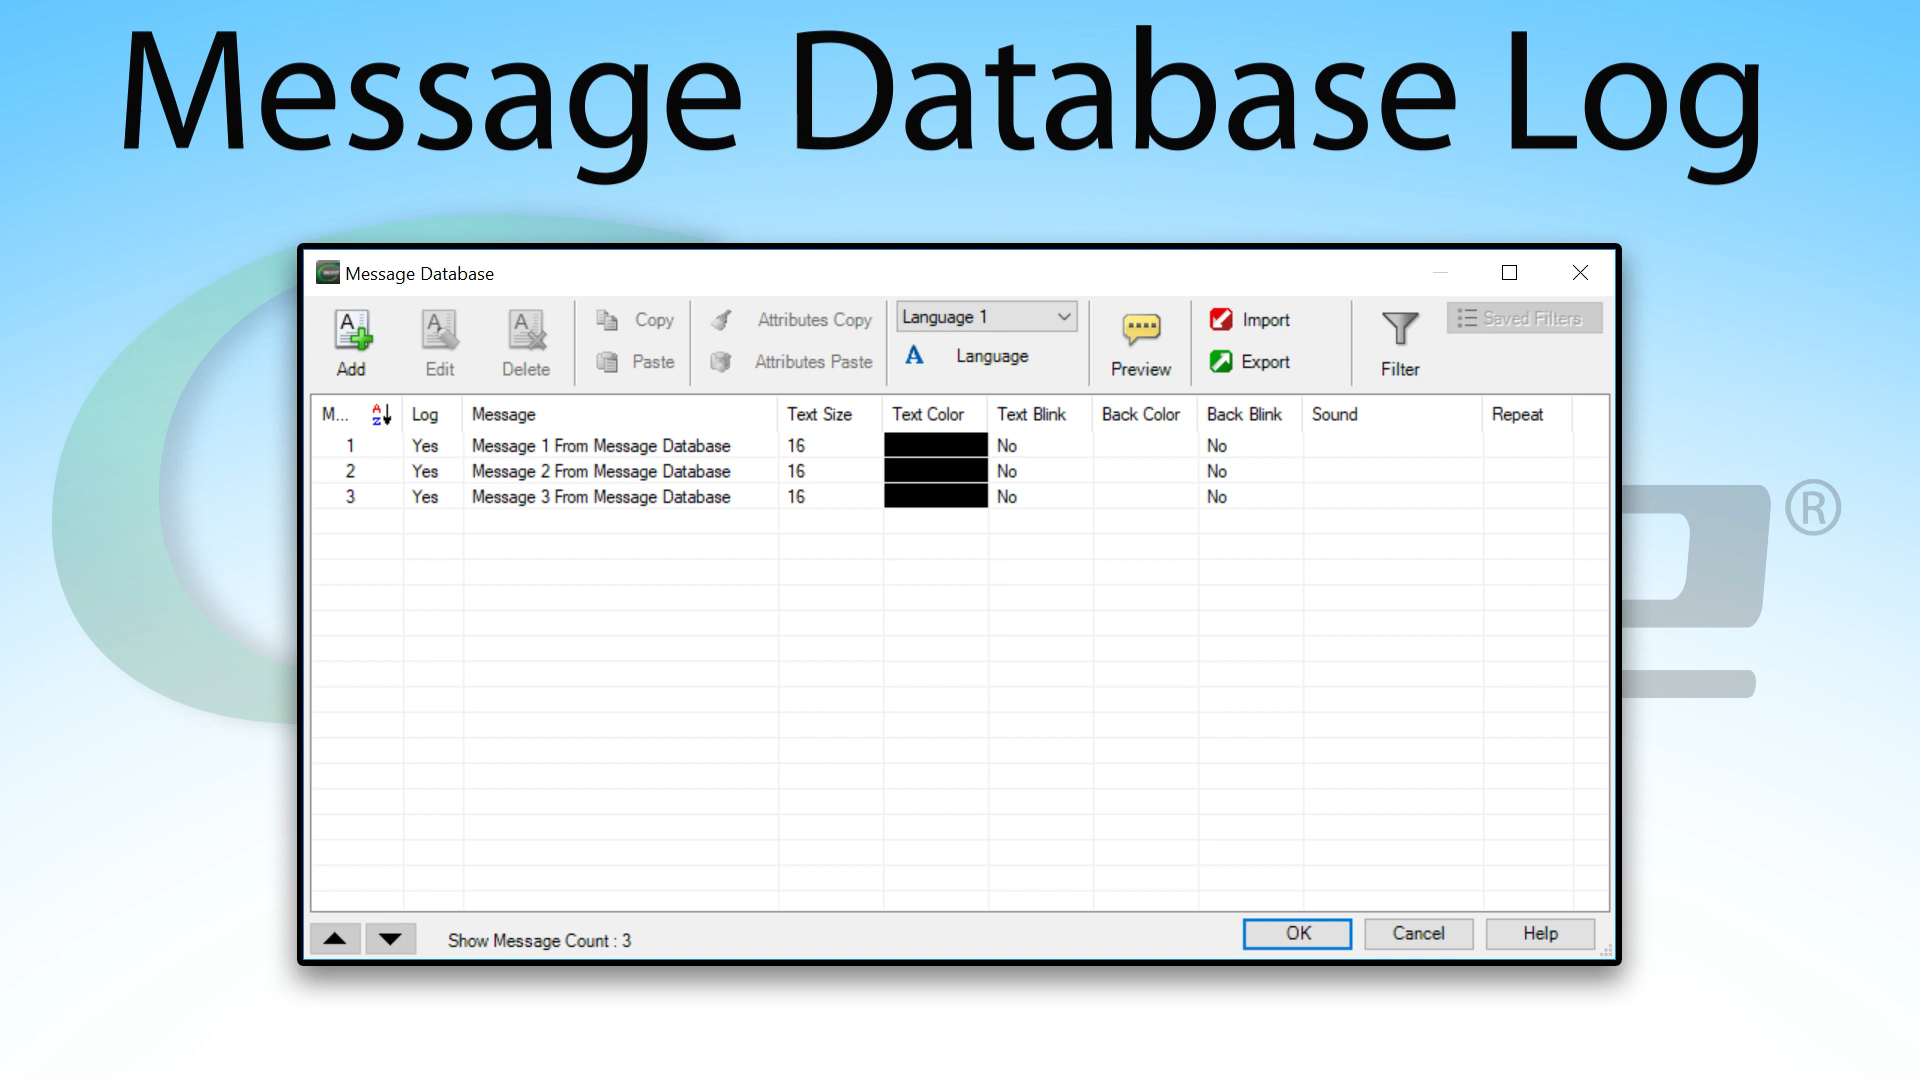 Message Database Log
Message Database
Add Edit Delete Copy Paste Attributes Copy Attributes Paste Language 1 Language Preview Import Export Filter Saved Filters
M... Log Message Text Size Text Color Text Blink Back Color Back Blink Sound Repeat
1 Yes Message 1 From Message Database 16 No No
2 Yes Message 2 From Message Database 16 No No
3 Yes Message 3 From Message Database 16 No No
Show Message Count : 3 OK Cancel Help
®